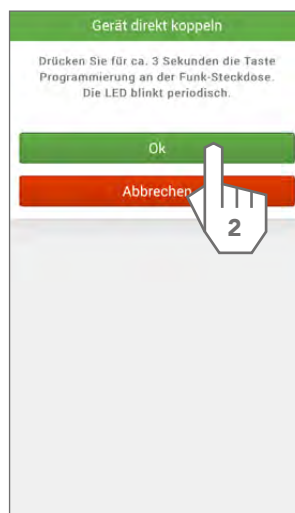 Gerät direkt koppeln
Drücken Sie für ca. 3 Sekunden die Taste
Programmierung an der Funk-Steckdose.
Die LED blinkt periodisch.
Ok
Abbrechen
2